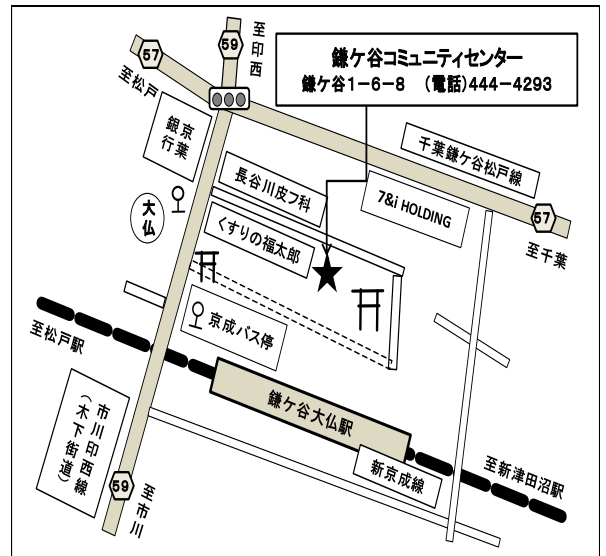 至印西
59
57
至松戸
鎌ケ谷コミュニティセンター
鎌ケ谷1-6-8　(電話)444-4293
京葉
銀行
千葉鎌ケ谷松戸線
長谷川皮フ科
7&i HOLDING
57
至千葉
大仏
くすりの福太郎
京成バス停
至松戸駅
鎌ケ谷大仏駅
新京成線
至新津田沼駅
市川印西線
(木下街道)
59
至市川